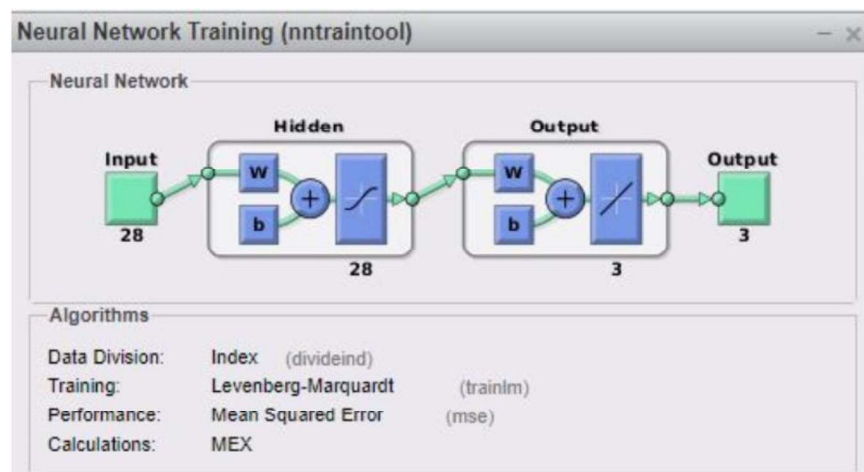 Neural Network Training (nntraintool)
Neural Network
Hidden Output
Input Output
W W
+ +
b b
28 3
28 3
Algorithms
Data Division: Index (divideind)
Training: Levenberg-Marquardt (trainlm)
Performance: Mean Squared Error (mse)
Calculations: MEX